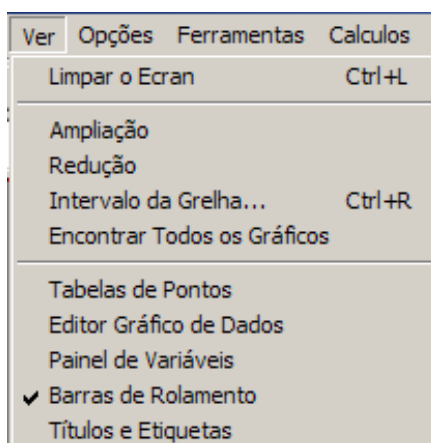 Ver Opções Ferramentas Calculos
Limpar o Ecran Ctrl+L
Ampliação
Redução
Intervalo da Grelha... Ctrl+R
Encontrar Todos os Gráficos
Tabelas de Pontos
Editor Gráfico de Dados
Painel de Variáveis
Barras de Rolamento
Títulos e Etiquetas